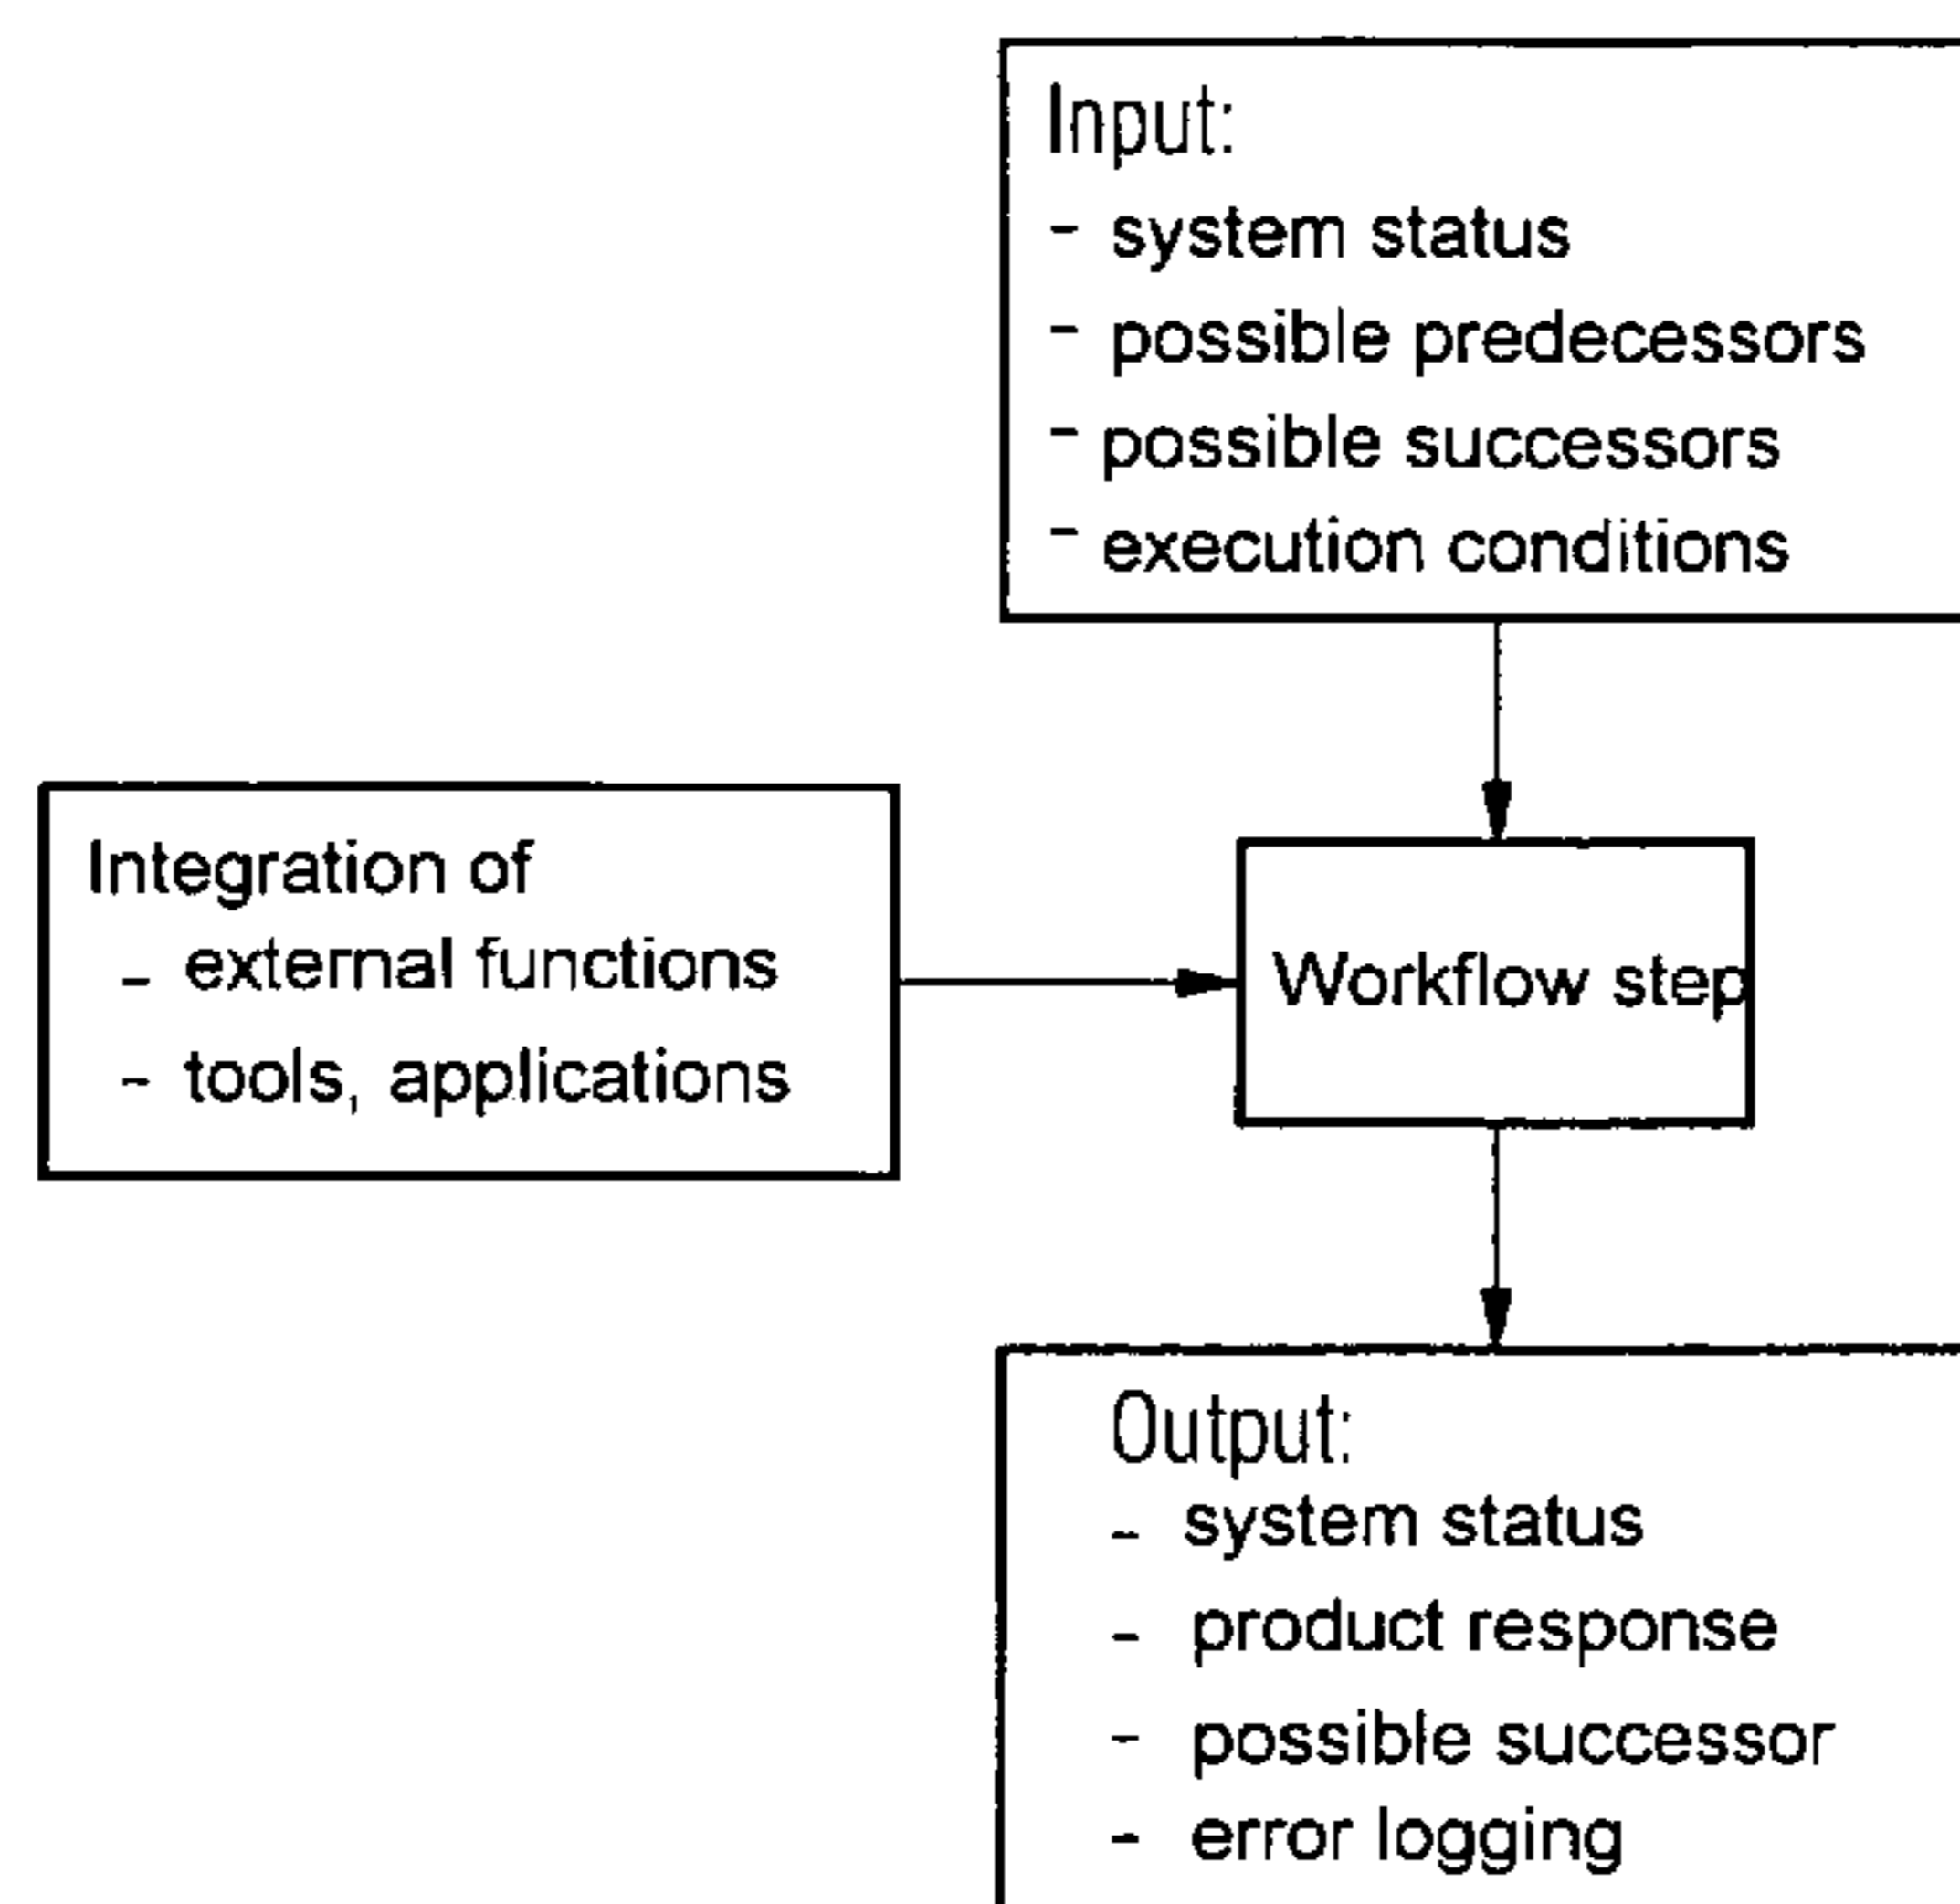 Input:
- system status
- possible predecessors
- possible successors
- execution conditions
Integration of
- external functions
- tools, applications
Workflow step
Output:
- system status
- product response
- possible successor
- error logging